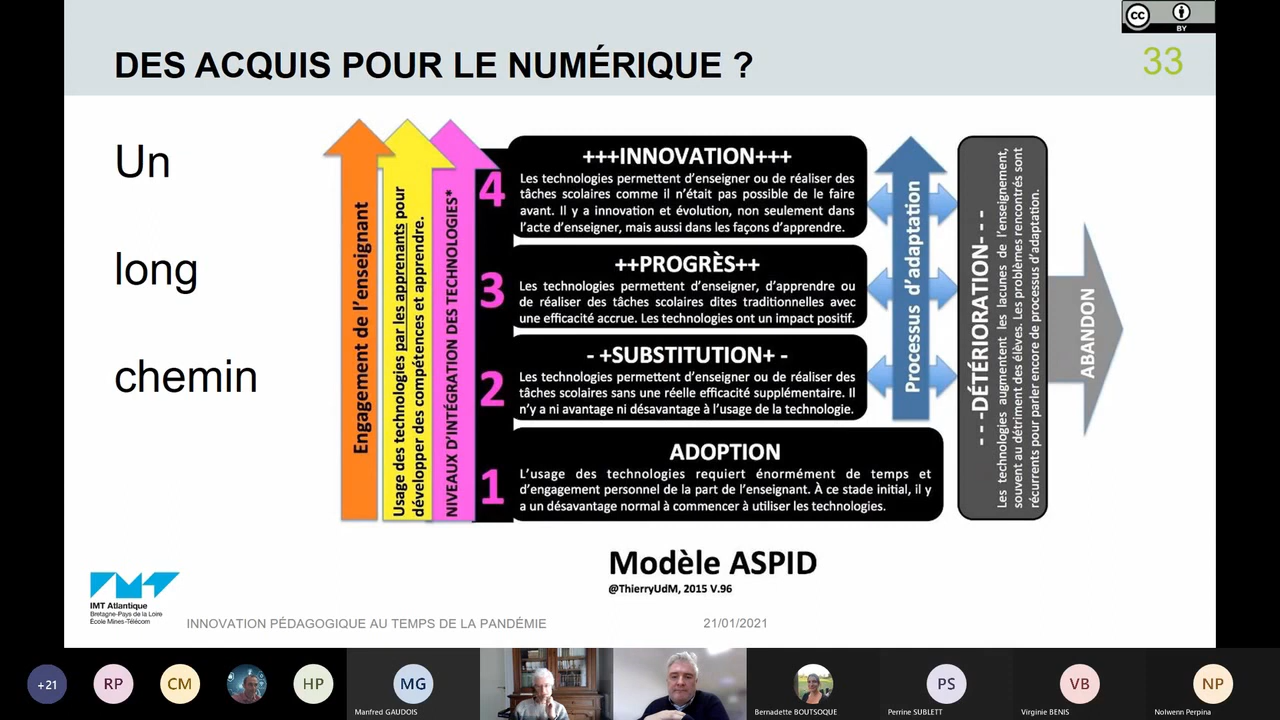 DES ACQUIS POUR LE NUMÉRIQUE ?
cc
BY
33
Un
long
chemin
Engagement de l'enseignant
Usage des technologies par les apprenants pour
développer des compétences et apprendre.
NIVEAUX D'INTÉGRATION DES TECHNOLOGIES*
4
+++INNOVATION+++
Les technologies permettent d'enseigner ou de réaliser des
tâches scolaires comme il n'était pas possible de le faire
avant. Il y a innovation et évolution, non seulement dans
l'acte d'enseigner, mais aussi dans les façons d'apprendre.
3
++PROGRÈS++
Les technologies permettent d'enseigner, d'apprendre ou
de réaliser des tâches scolaires dites traditionnelles avec
une efficacité accrue. Les technologies ont un impact positif.
2
- +SUBSTITUTION+ -
Les technologies permettent d'enseigner ou de réaliser des
tâches scolaires sans une réelle efficacité supplémentaire. Il
n'y a ni avantage ni désavantage à l'usage de la technologie.
1
ADOPTION
L'usage des technologies requiert énormément de temps et
d'engagement personnel de la part de l'enseignant. À ce stade initial, il y
a un désavantage normal à commencer à utiliser les technologies.
Processus d'adaptation
- - -DÉTÉRIORATION- - -
Les technologies augmentent les lacunes de l'enseignement,
souvent au détriment des élèves. Les problèmes rencontrés sont
récurrents pour parler encore de processus d'adaptation.
ABANDON
Modèle ASPID
@ThierryUdM, 2015 V.96
IMT Atlantique
Bretagne-Pays de la Loire
École Mines-Télécom
INNOVATION PÉDAGOGIQUE AU TEMPS DE LA PANDÉMIE
21/01/2021
+21
RP
CM
HP
MG
Manfred GAUDOIS
Bernadette BOUTSOQUE
PS
Perrine SUBLETT
VB
Virginie BENIS
NP
Nolwenn Perpina